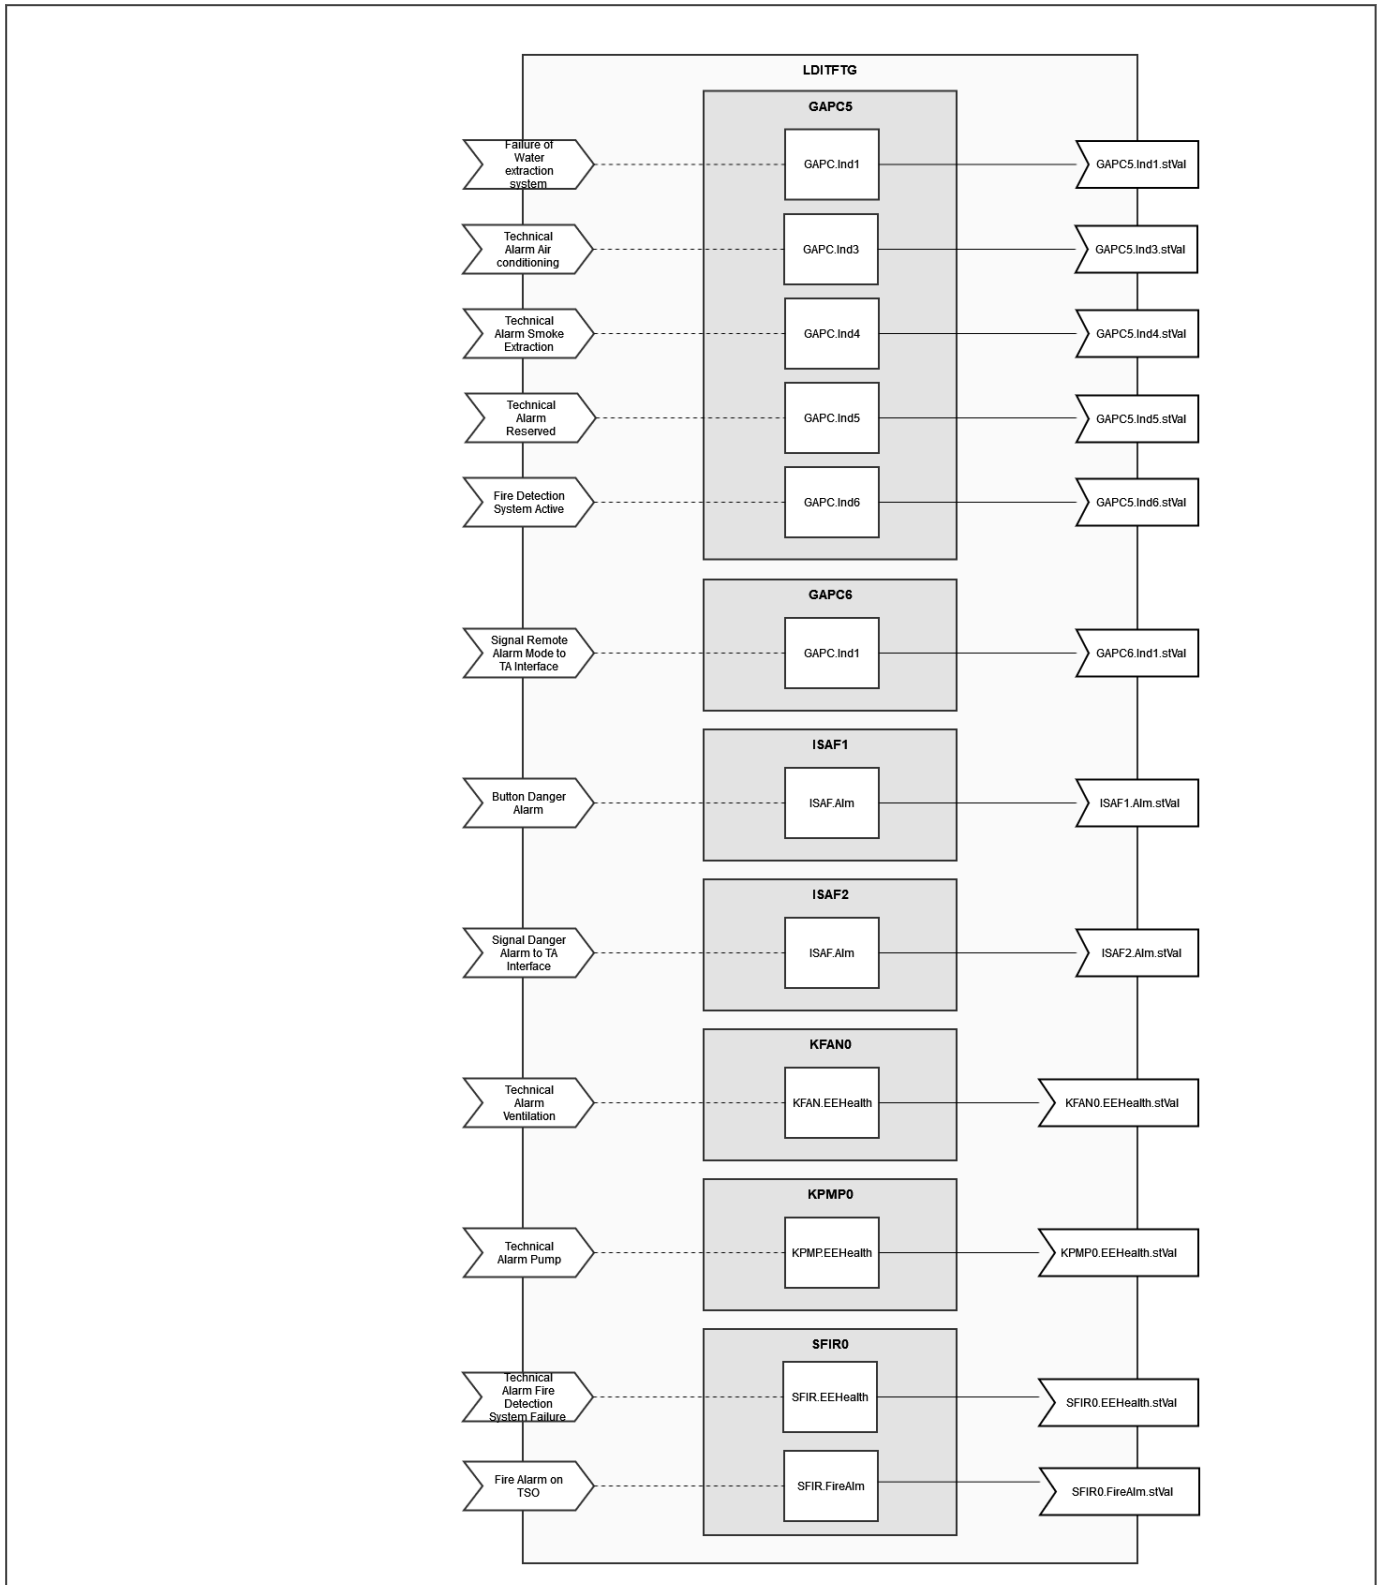 LDITFTG
GAPC5
Failure of
Water
extraction
system
GAPC.Ind1
GAPC5.Ind1.stVal
Technical
Alarm Air
conditioning
GAPC.Ind3
GAPC5.Ind3.stVal
Technical
Alarm Smoke
Extraction
GAPC.Ind4
GAPC5.Ind4.stVal
Technical
Alarm
Reserved
GAPC.Ind5
GAPC5.Ind5.stVal
Fire Detection
System Active
GAPC.Ind6
GAPC5.Ind6.stVal
GAPC6
Signal Remote
Alarm Mode to
TA Interface
GAPC.Ind1
GAPC6.Ind1.stVal
ISAF1
Button Danger
Alarm
ISAF.Alm
ISAF1.Alm.stVal
ISAF2
Signal Danger
Alarm to TA
Interface
ISAF.Alm
ISAF2.Alm.stVal
KFAN0
Technical
Alarm
Ventilation
KFAN.EEHealth
KFAN0.EEHealth.stVal
KPMP0
Technical
Alarm Pump
KPMP.EEHealth
KPMP0.EEHealth.stVal
SFIR0
Technical
Alarm Fire
Detection
System Failure
SFIR.EEHealth
SFIR0.EEHealth.stVal
Fire Alarm on
TSO
SFIR.FireAlm
SFIR0.FireAlm.stVal